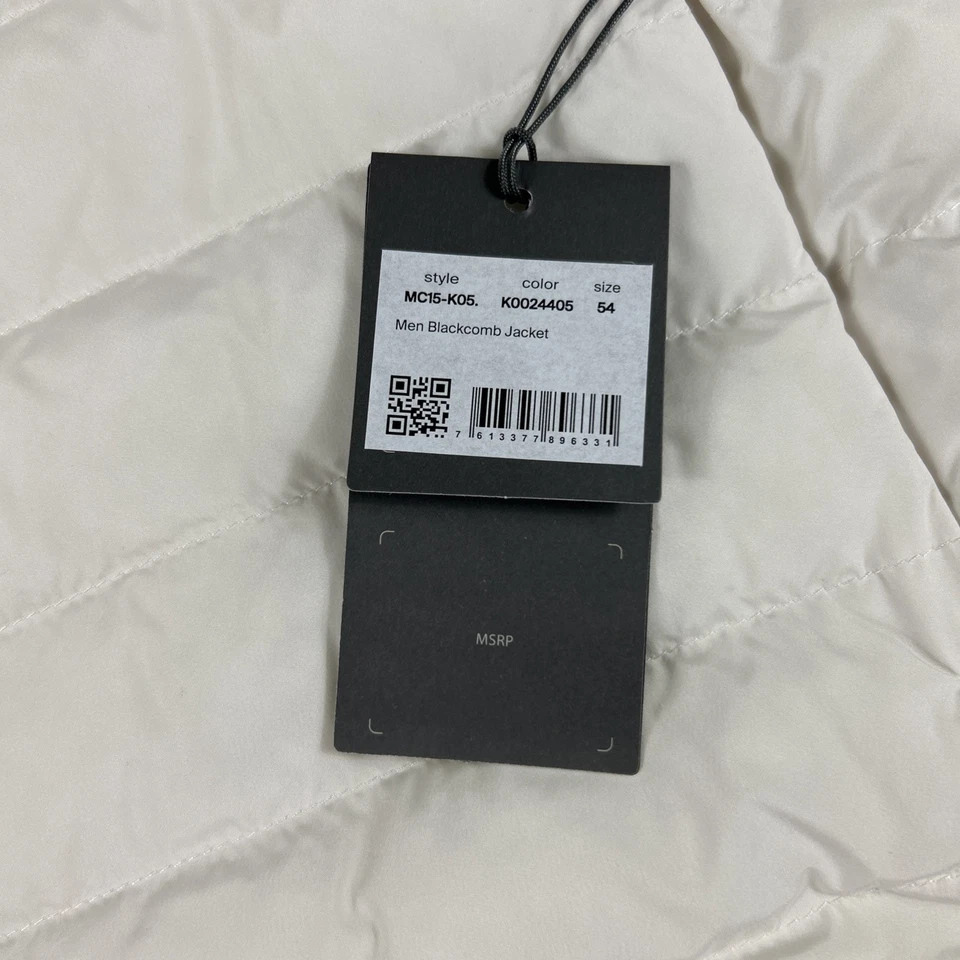 style color size
MC15-K05. K0024405 54
Men Blackcomb Jacket
7 613377 896331
MSRP